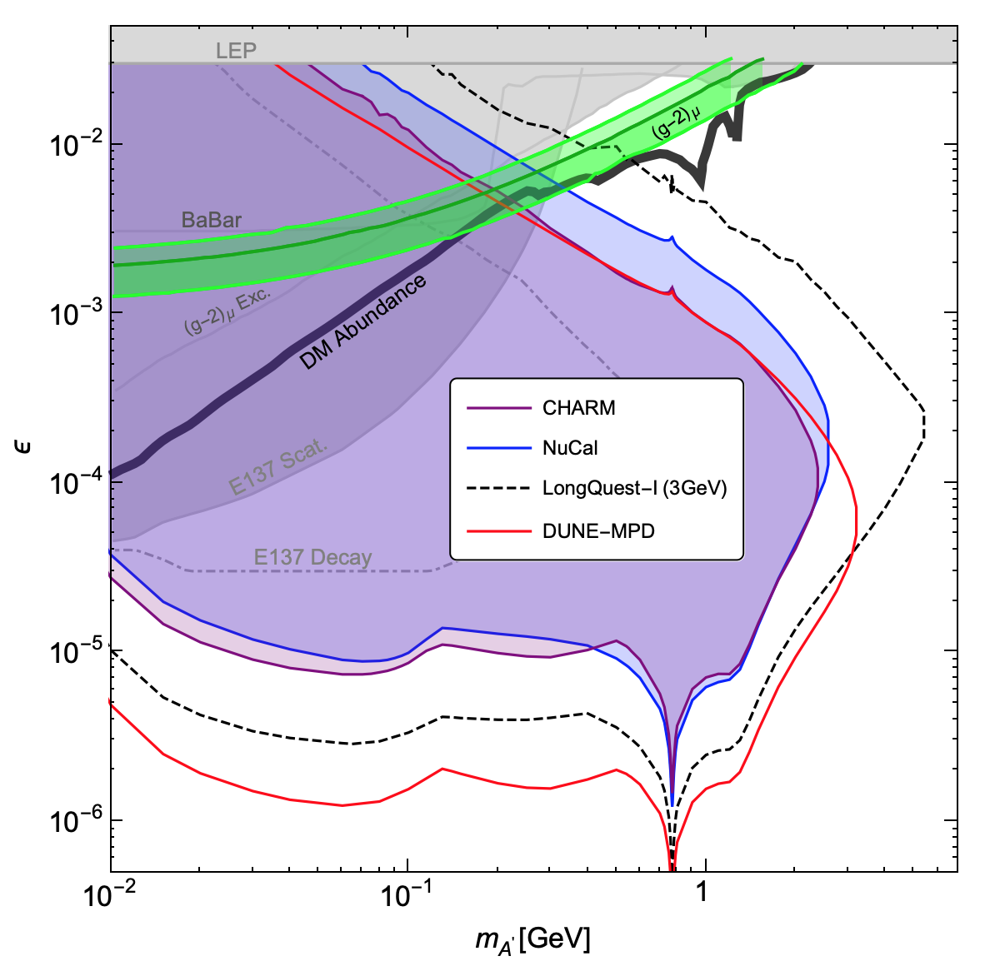 LEP
10⁻²
(g−2)μ
BaBar
(g−2)μ Exc.
10⁻³
DM Abundance
CHARM
NuCal
LongQuest−I (3GeV)
DUNE−MPD
ϵ
E137 Scat.
10⁻⁴
E137 Decay
10⁻⁵
10⁻⁶
10⁻² 10⁻¹ 1
mA' [GeV]